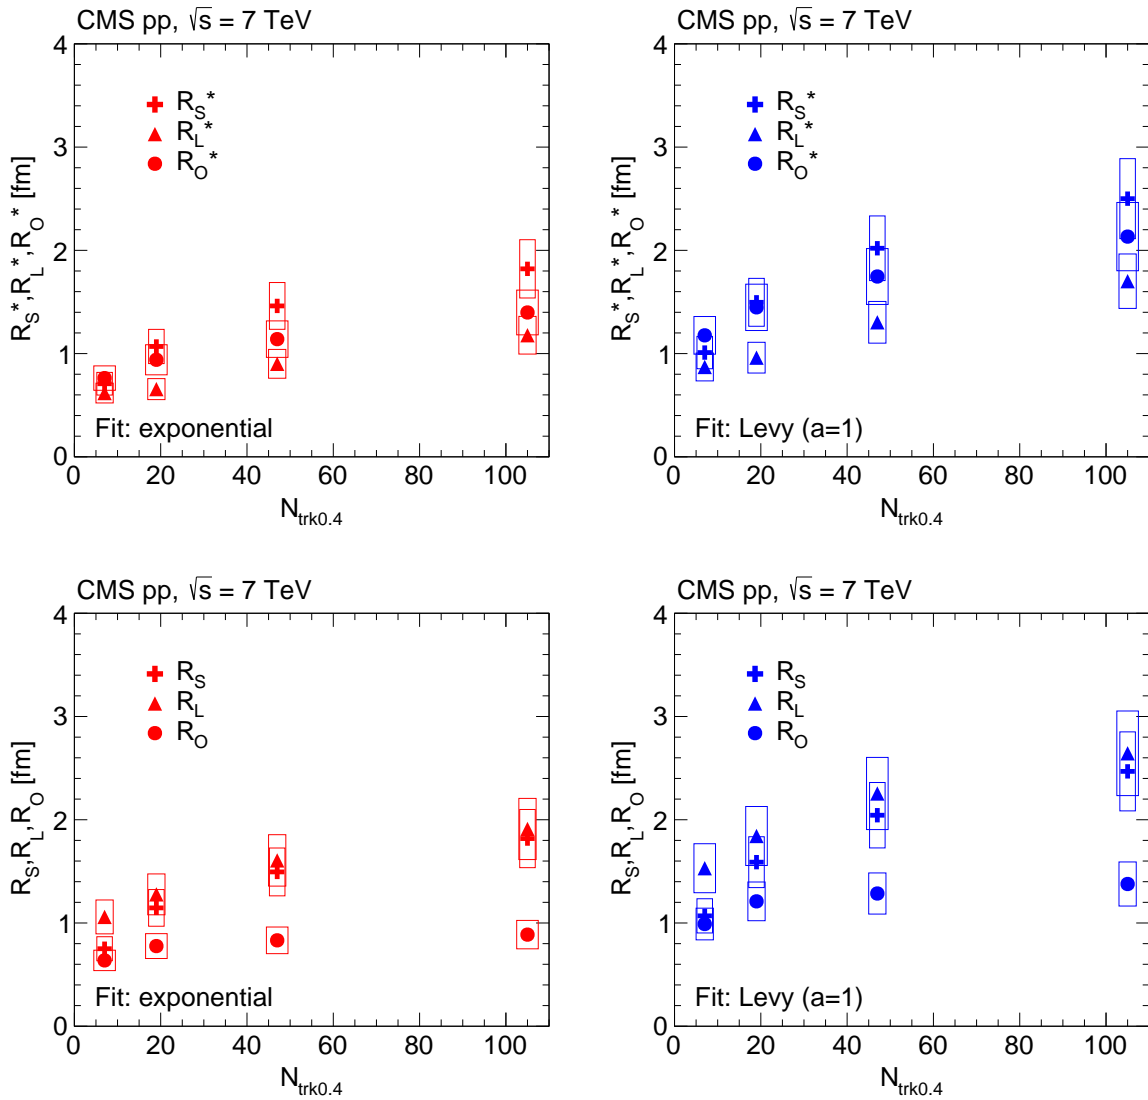 CMS pp, √s = 7 TeV
R_S*, R_L*, R_O* [fm]
4
3
2
1
0
R_S*
R_L*
R_O*
Fit: exponential
0 20 40 60 80 100
N_trk0.4
CMS pp, √s = 7 TeV
R_S*, R_L*, R_O* [fm]
4
3
2
1
0
R_S*
R_L*
R_O*
Fit: Levy (a=1)
0 20 40 60 80 100
N_trk0.4
CMS pp, √s = 7 TeV
R_S, R_L, R_O [fm]
4
3
2
1
0
R_S
R_L
R_O
Fit: exponential
0 20 40 60 80 100
N_trk0.4
CMS pp, √s = 7 TeV
R_S, R_L, R_O [fm]
4
3
2
1
0
R_S
R_L
R_O
Fit: Levy (a=1)
0 20 40 60 80 100
N_trk0.4